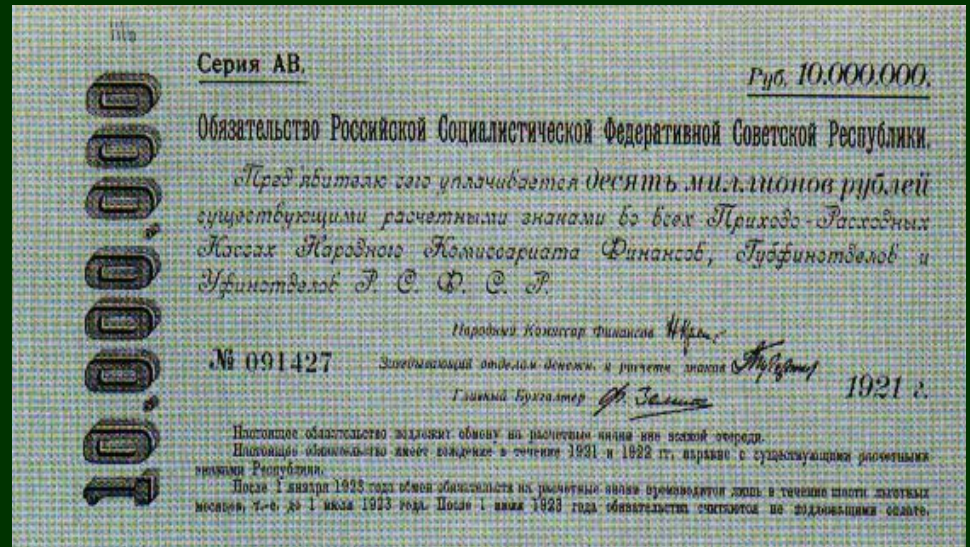 Серия АВ.
Руб. 10.000.000.
10.000.000
Обязательство Российской Социалистической Федеративной Советской Республики.
Пред'явителю сего уплачивается десять миллионов рублей
существующими расчетными знаками во всех Приходо-Расходных
Кассах Народного Комиссариата Финансов, Губфинотделов и
Уфинотделов Р. С. Ф. С. Р.
Народный Комиссар Финансов
№ 091427
Заведывающий отделом денежн. и расчетн. знаков
1921 г.
Главный Бухгалтер
Настоящее обязательство подлежит обмену на расчетные знаки вне всякой очереди.
Настоящее обязательство имеет хождение в течение 1921 и 1922 гг. наравне с существующими расчетными
знаками Республики.
После 1 января 1923 года обмен обязательств на расчетные знаки производится лишь в течение шести льготных
месяцев, т.-е. до 1 июля 1923 года. После 1 июля 1923 года обязательства считаются не подлежащими оплате.